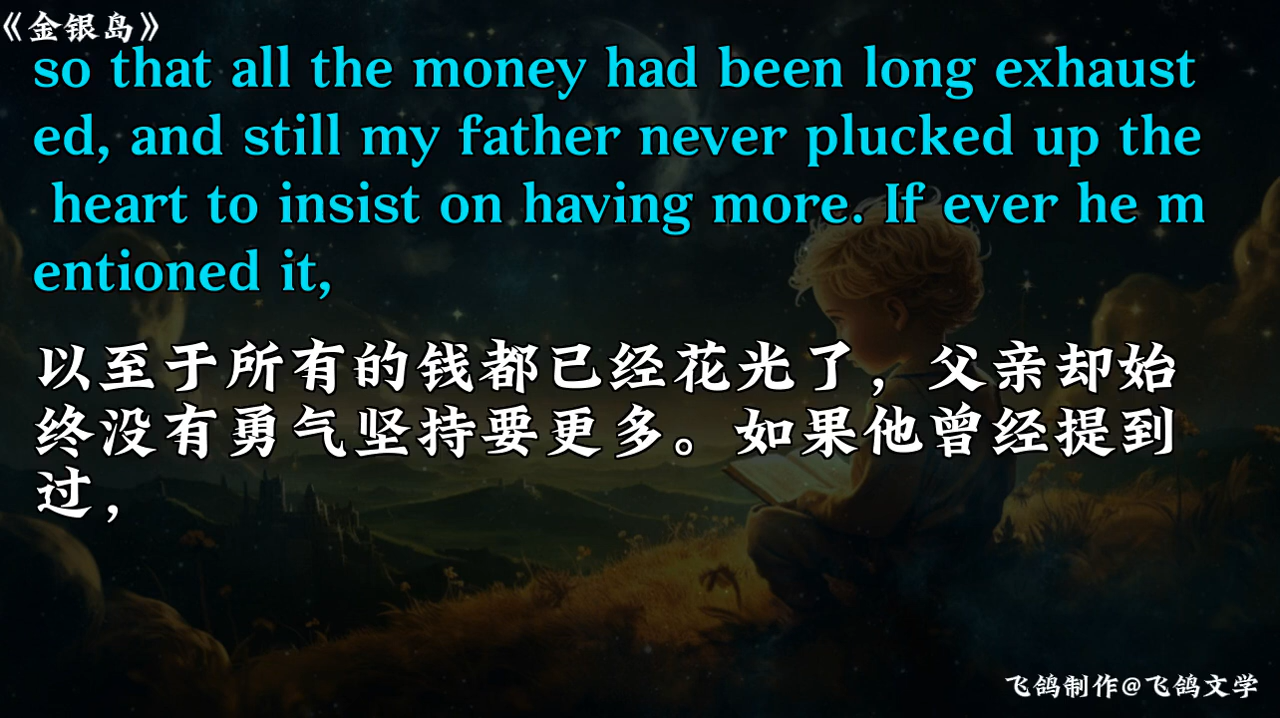 《金银岛》
so that all the money had been long exhaust
ed, and still my father never plucked up the
heart to insist on having more. If ever he m
entioned it,
以至于所有的钱都已经花光了，父亲却始
终没有勇气坚持要更多。如果他曾经提到
过，
飞鸽制作@飞鸽文学